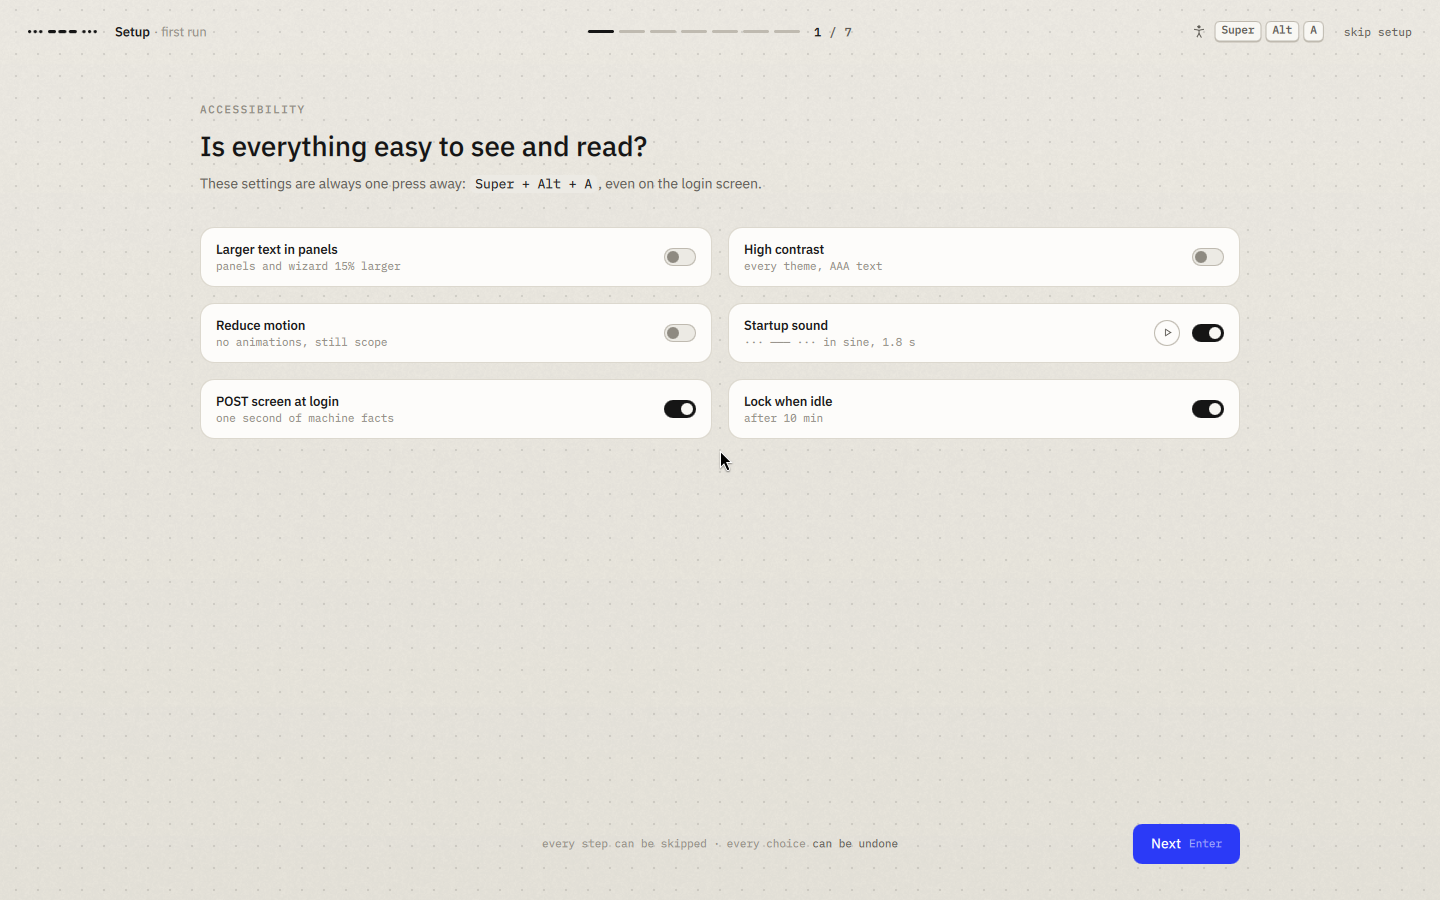 Setup · first run
1 / 7
Super Alt A
skip setup
ACCESSIBILITY
Is everything easy to see and read?
These settings are always one press away: Super + Alt + A , even on the login screen.
Larger text in panels
panels and wizard 15% larger
High contrast
every theme, AAA text
Reduce motion
no animations, still scope
Startup sound
··· ——— ··· in sine, 1.8 s
POST screen at login
one second of machine facts
Lock when idle
after 10 min
every step can be skipped · every choice can be undone
Next Enter